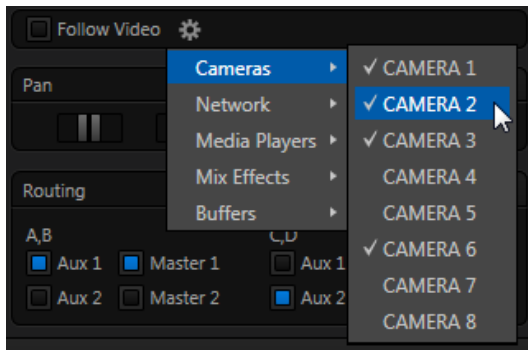 Follow Video
Pan
Routing
A,B
Aux 1
Master 1
Aux 2
Master 2
C,D
Aux 1
Aux 2
Cameras
Network
Media Players
Mix Effects
Buffers
CAMERA 1
CAMERA 2
CAMERA 3
CAMERA 4
CAMERA 5
CAMERA 6
CAMERA 7
CAMERA 8